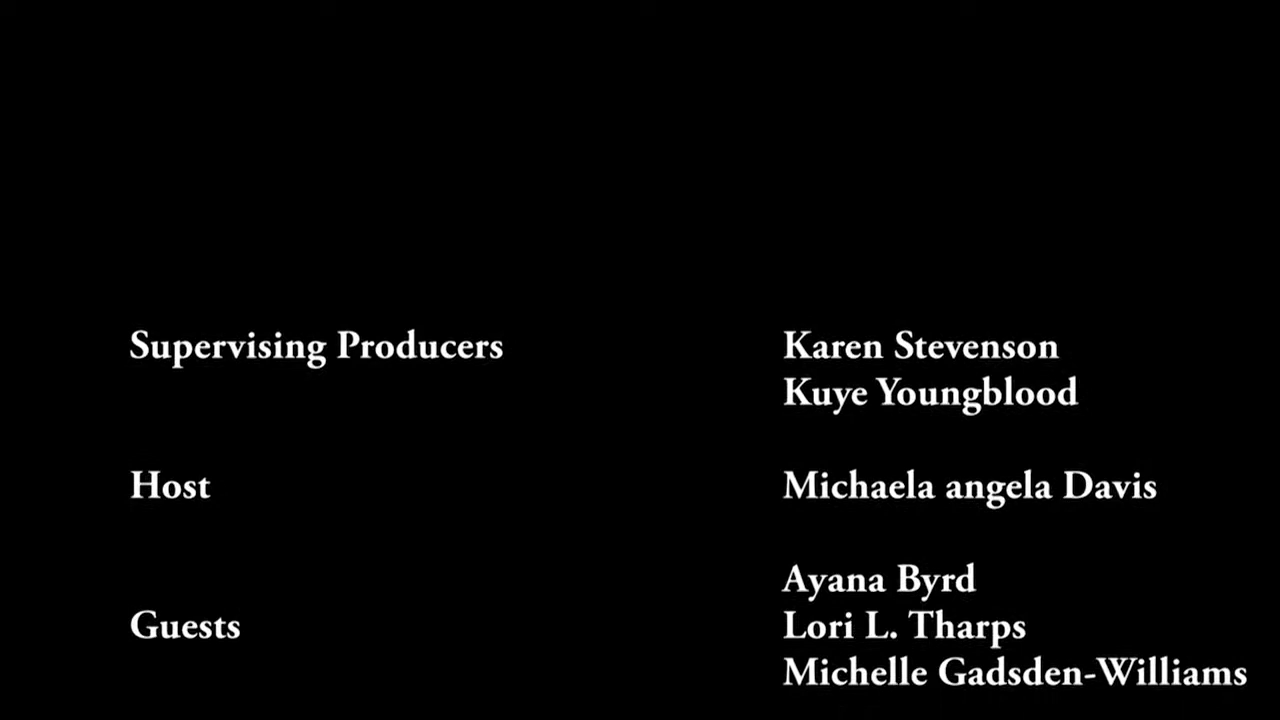 Supervising Producers Karen Stevenson
Kuye Youngblood
Host Michaela angela Davis
Ayana Byrd
Guests Lori L. Tharps
Michelle Gadsden-Williams